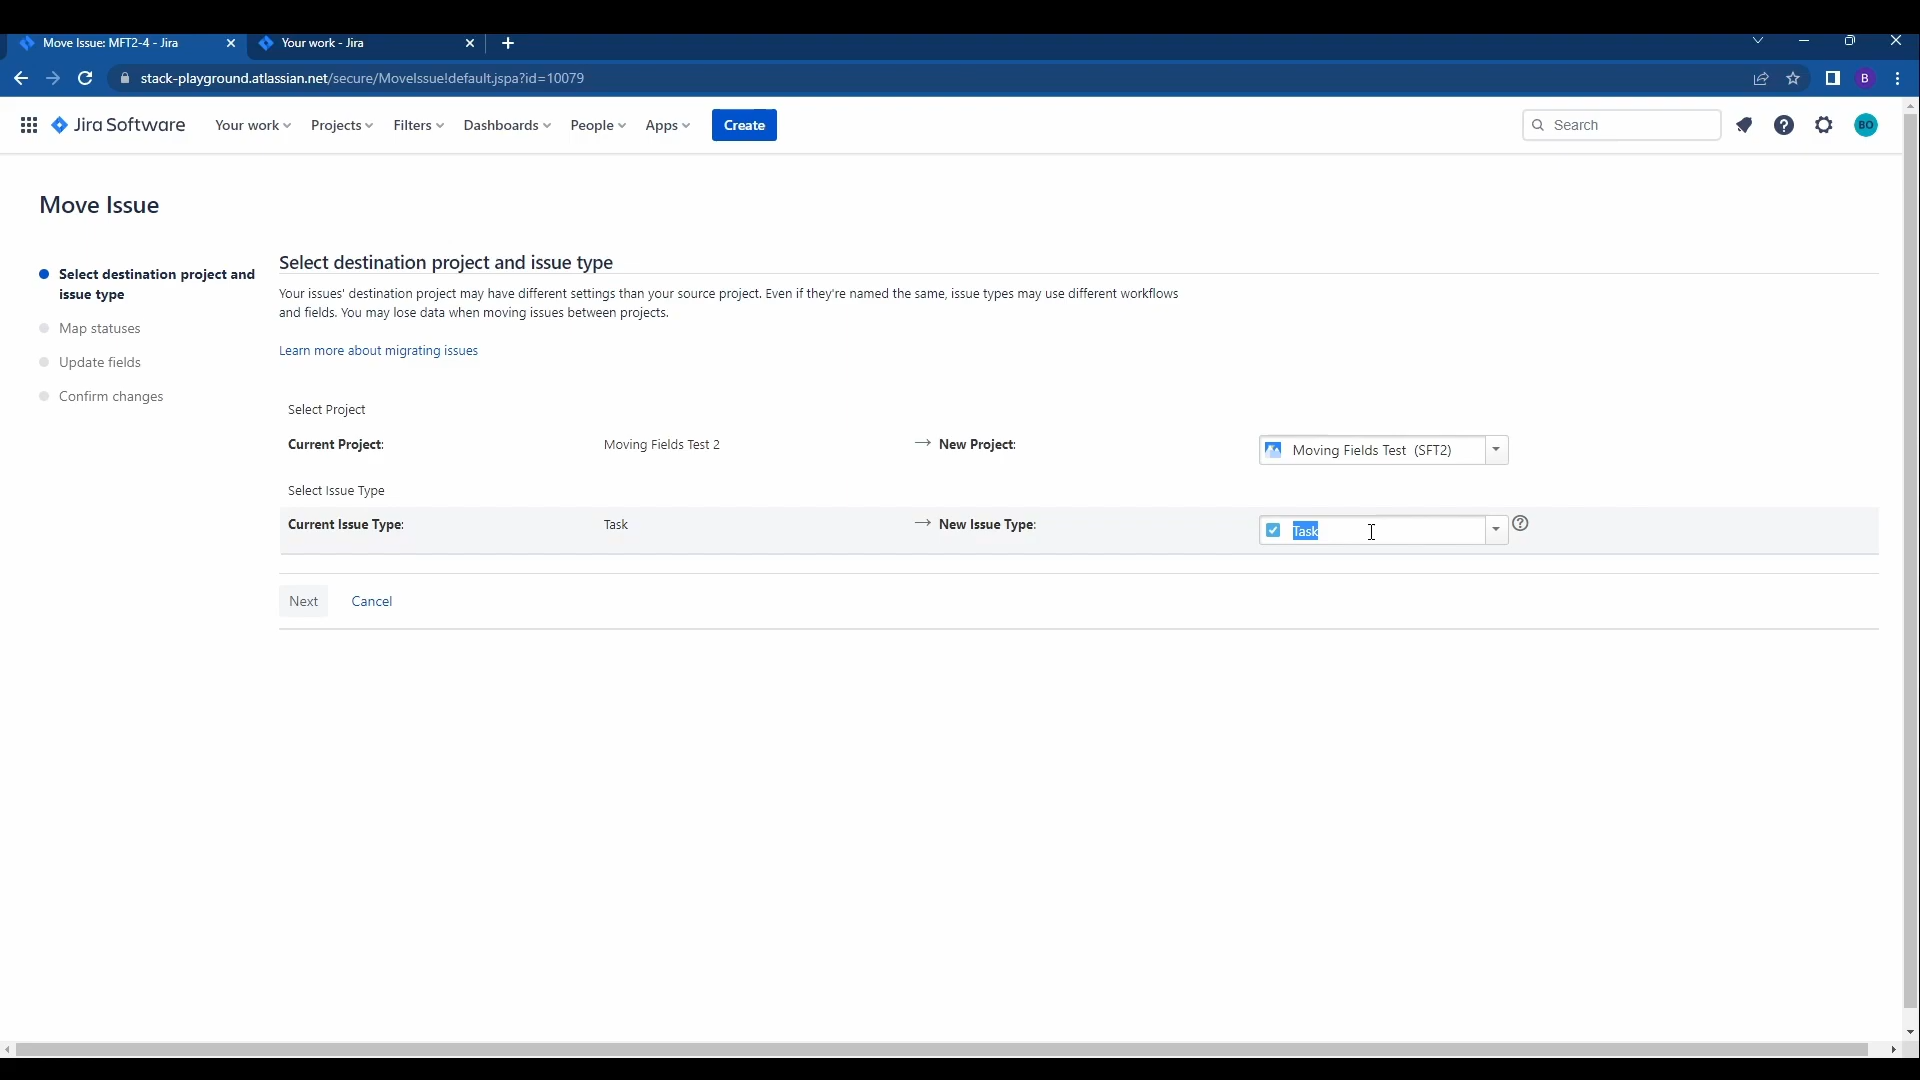 Move Issue: MFT2-4 - Jira
Your work - Jira
stack-playground.atlassian.net/secure/MoveIssue!default.jspa?id=10079
B
Jira Software
Your work
Projects
Filters
Dashboards
People
Apps
Create
Search
BO
Move Issue
Select destination project and
issue type
Map statuses
Update fields
Confirm changes
Select destination project and issue type
Your issues' destination project may have different settings than your source project. Even if they're named the same, issue types may use different workflows
and fields. You may lose data when moving issues between projects.
Learn more about migrating issues
Select Project
Current Project: Moving Fields Test 2 → New Project: Moving Fields Test (SFT2)
Select Issue Type
Current Issue Type: Task → New Issue Type: Task
Next Cancel